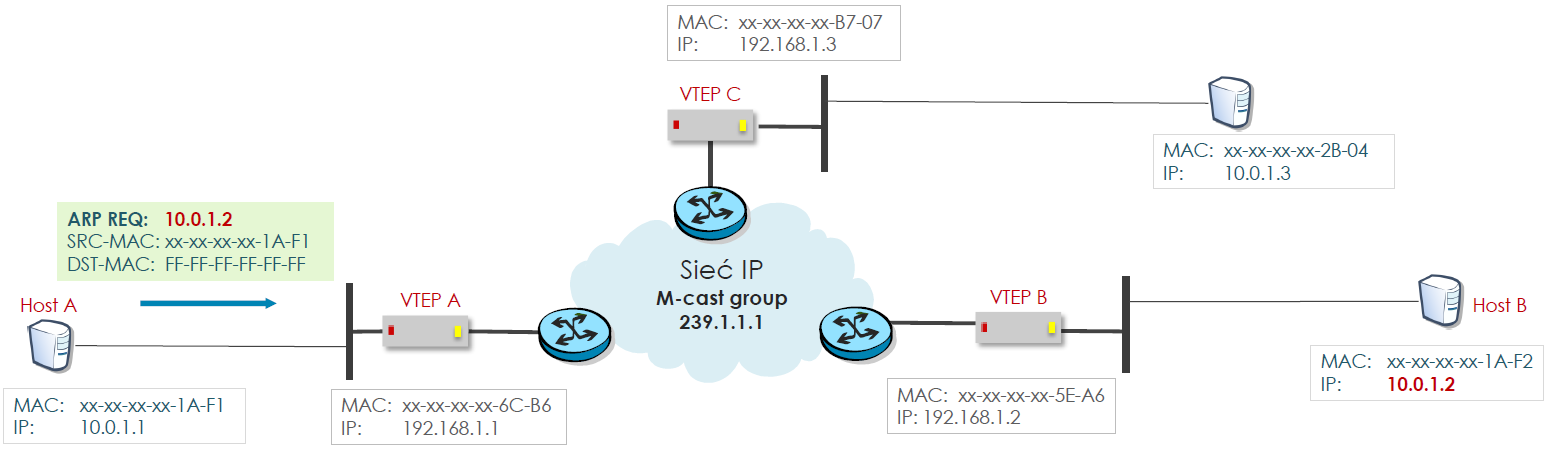 MAC: xx-xx-xx-xx-B7-07
IP: 192.168.1.3
VTEP C
MAC: xx-xx-xx-xx-2B-04
IP: 10.0.1.3
ARP REQ: 10.0.1.2
SRC-MAC: xx-xx-xx-xx-1A-F1
DST-MAC: FF-FF-FF-FF-FF-FF
Host A
VTEP A
Sieć IP
M-cast group
239.1.1.1
VTEP B
Host B
MAC: xx-xx-xx-xx-1A-F1
IP: 10.0.1.1
MAC: xx-xx-xx-xx-6C-B6
IP: 192.168.1.1
MAC: xx-xx-xx-xx-5E-A6
IP: 192.168.1.2
MAC: xx-xx-xx-xx-1A-F2
IP: 10.0.1.2